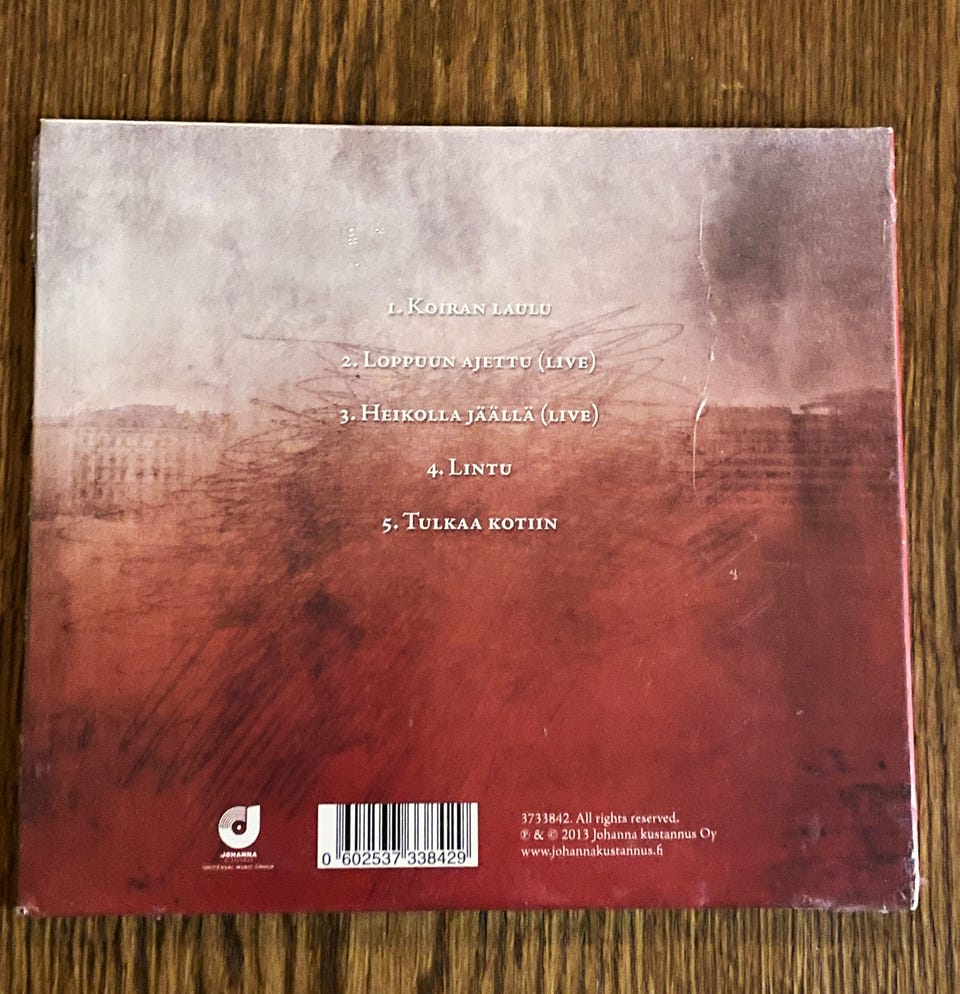 1. Koiran laulu
2. Loppuun ajettu (live)
3. Heikolla jäällä (live)
4. Lintu
5. Tulkaa kotiin
JOHANNA
UNIVERSAL MUSIC GROUP
0 602537 338429
3733842. All rights reserved.
℗ & © 2013 Johanna kustannus Oy
www.johannakustannus.fi